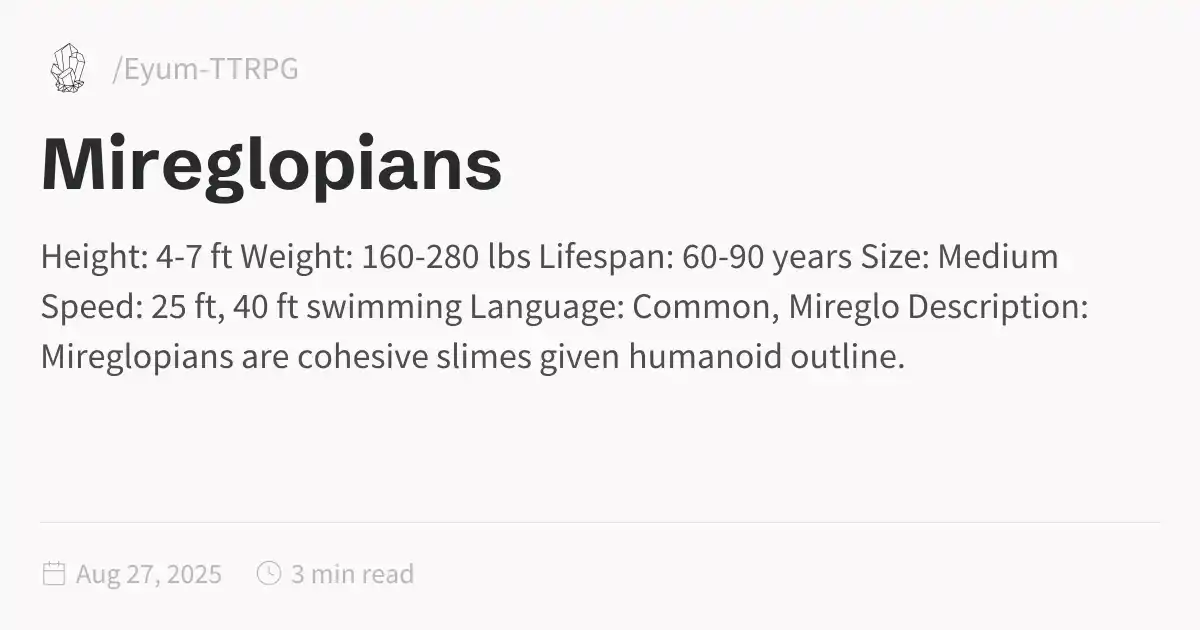 /Eyum-TTRPG
Mireglopians
Height: 4-7 ft Weight: 160-280 lbs Lifespan: 60-90 years Size: Medium
Speed: 25 ft, 40 ft swimming Language: Common, Mireglo Description:
Mireglopians are cohesive slimes given humanoid outline.
Aug 27, 2025 3 min read